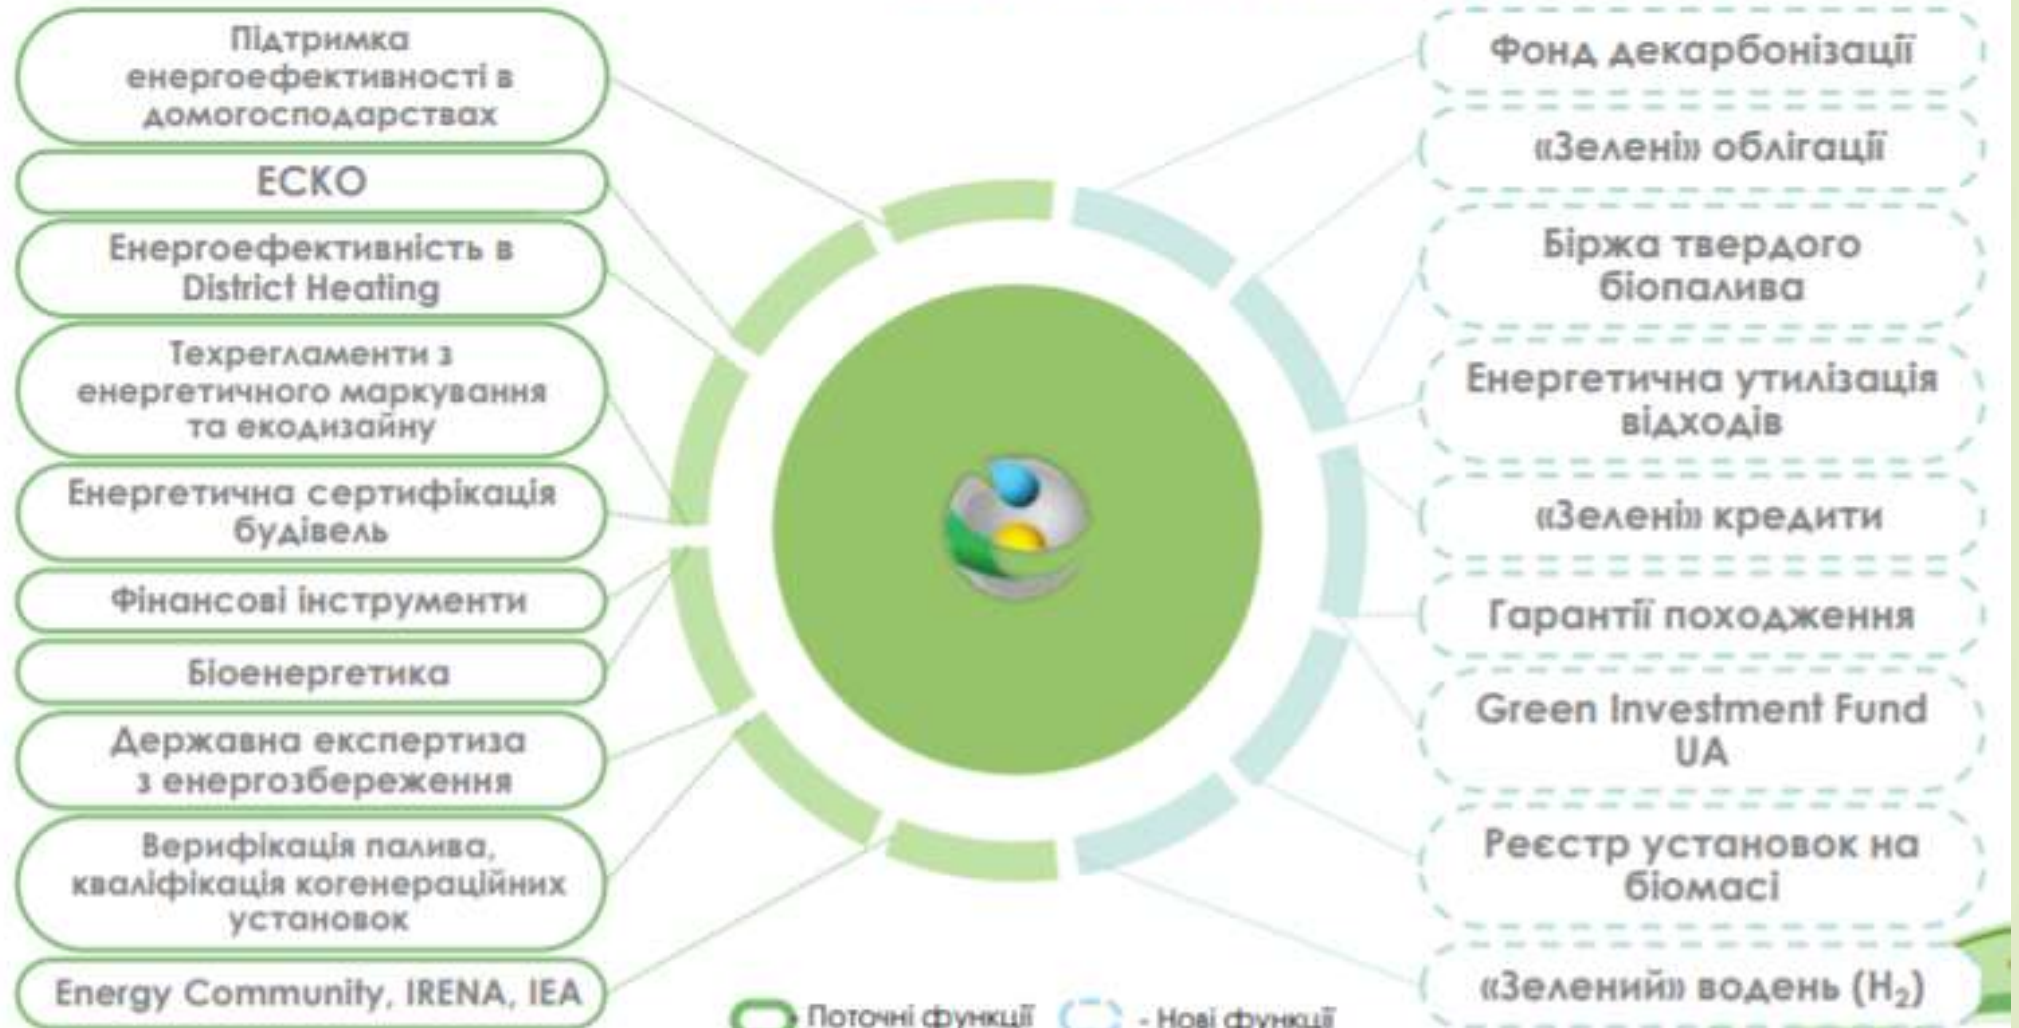 Підтримка
енергоефективності в
домогосподарствах
ЕСКО
Енергоефективність в
District Heating
Техрегламенти з
енергетичного маркування
та екодизайну
Енергетична сертифікація
будівель
Фінансові інструменти
Біоенергетика
Державна експертиза
з енергозбереження
Верифікація палива,
кваліфікація когенераційних
установок
Energy Community, IRENA, IEA
Фонд декарбонізації
«Зелені» облігації
Біржа твердого
біопалива
Енергетична утилізація
відходів
«Зелені» кредити
Гарантії походження
Green Investment Fund
UA
Реєстр установок на
біомасі
«Зелений» водень (H₂)
- Поточні функції
- Нові функції